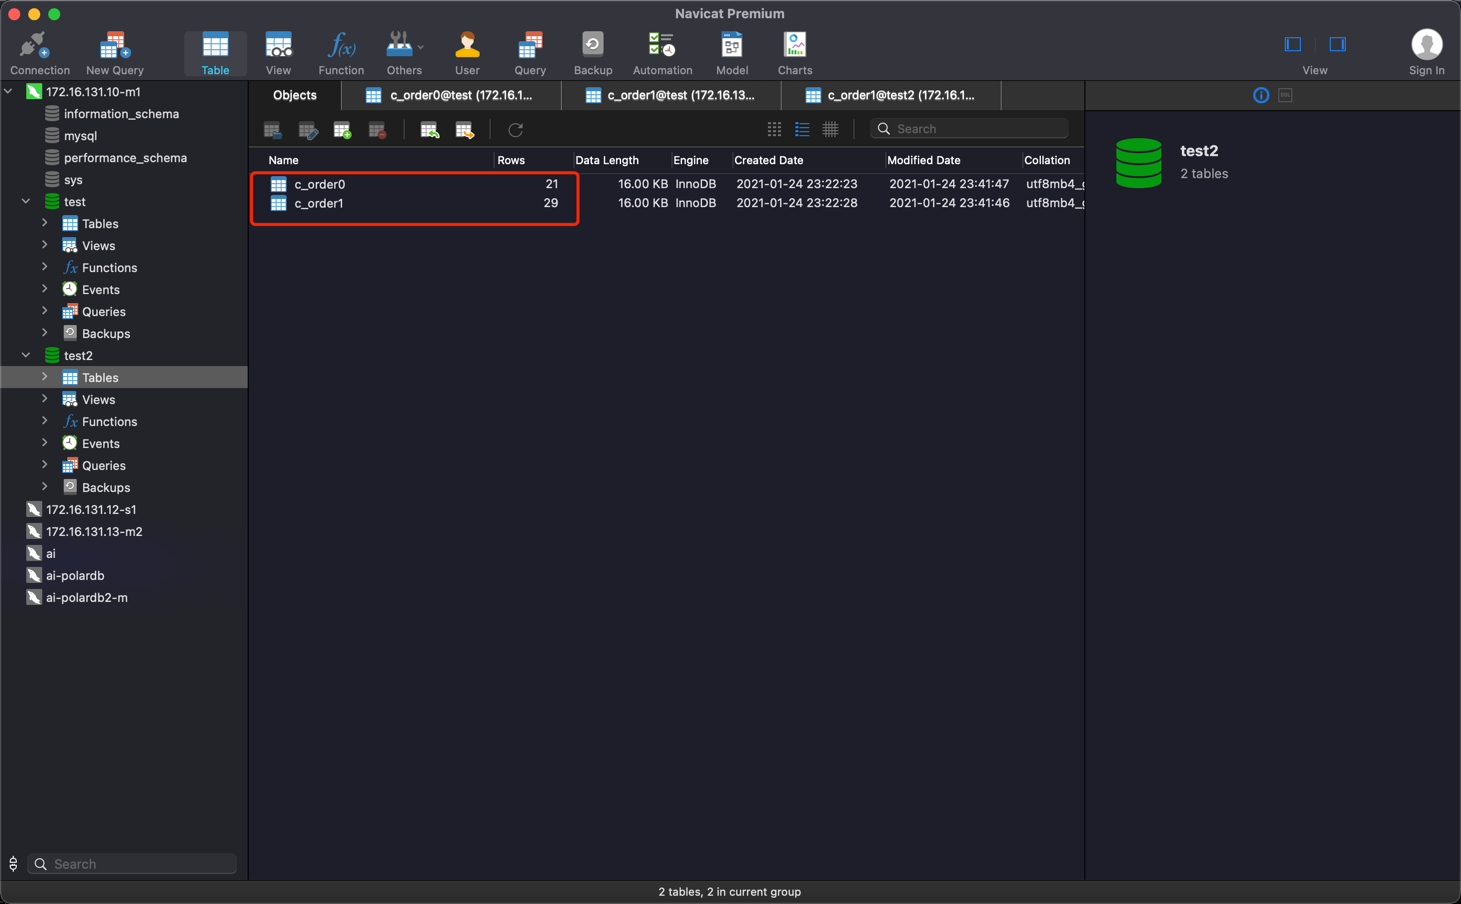 Navicat Premium
Connection
New Query
Table
View
Function
Others
User
Query
Backup
Automation
Model
Charts
View
Sign In
172.16.131.10-m1
information_schema
mysql
performance_schema
sys
test
Tables
Views
Functions
Events
Queries
Backups
test2
Tables
Views
Functions
Events
Queries
Backups
172.16.131.12-s1
172.16.131.13-m2
ai
ai-polardb
ai-polardb2-m
Search
Objects
c_order0@test (172.16.1...
c_order1@test (172.16.13...
c_order1@test2 (172.16.1...
Search
Name Rows Data Length Engine Created Date Modified Date Collation
c_order0 21 16.00 KB InnoDB 2021-01-24 23:22:23 2021-01-24 23:41:47 utf8mb4_
c_order1 29 16.00 KB InnoDB 2021-01-24 23:22:28 2021-01-24 23:41:46 utf8mb4_
test2
2 tables
2 tables, 2 in current group